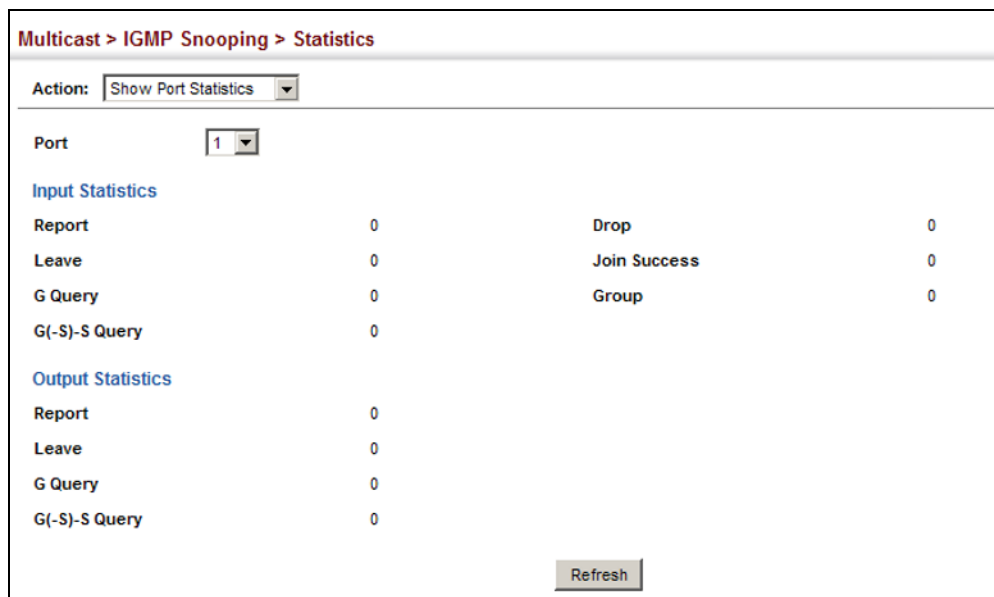 Multicast > IGMP Snooping > Statistics
Action: Show Port Statistics
Port 1
Input Statistics
Report 0 Drop 0
Leave 0 Join Success 0
G Query 0 Group 0
G(-S)-S Query 0
Output Statistics
Report 0
Leave 0
G Query 0
G(-S)-S Query 0
Refresh